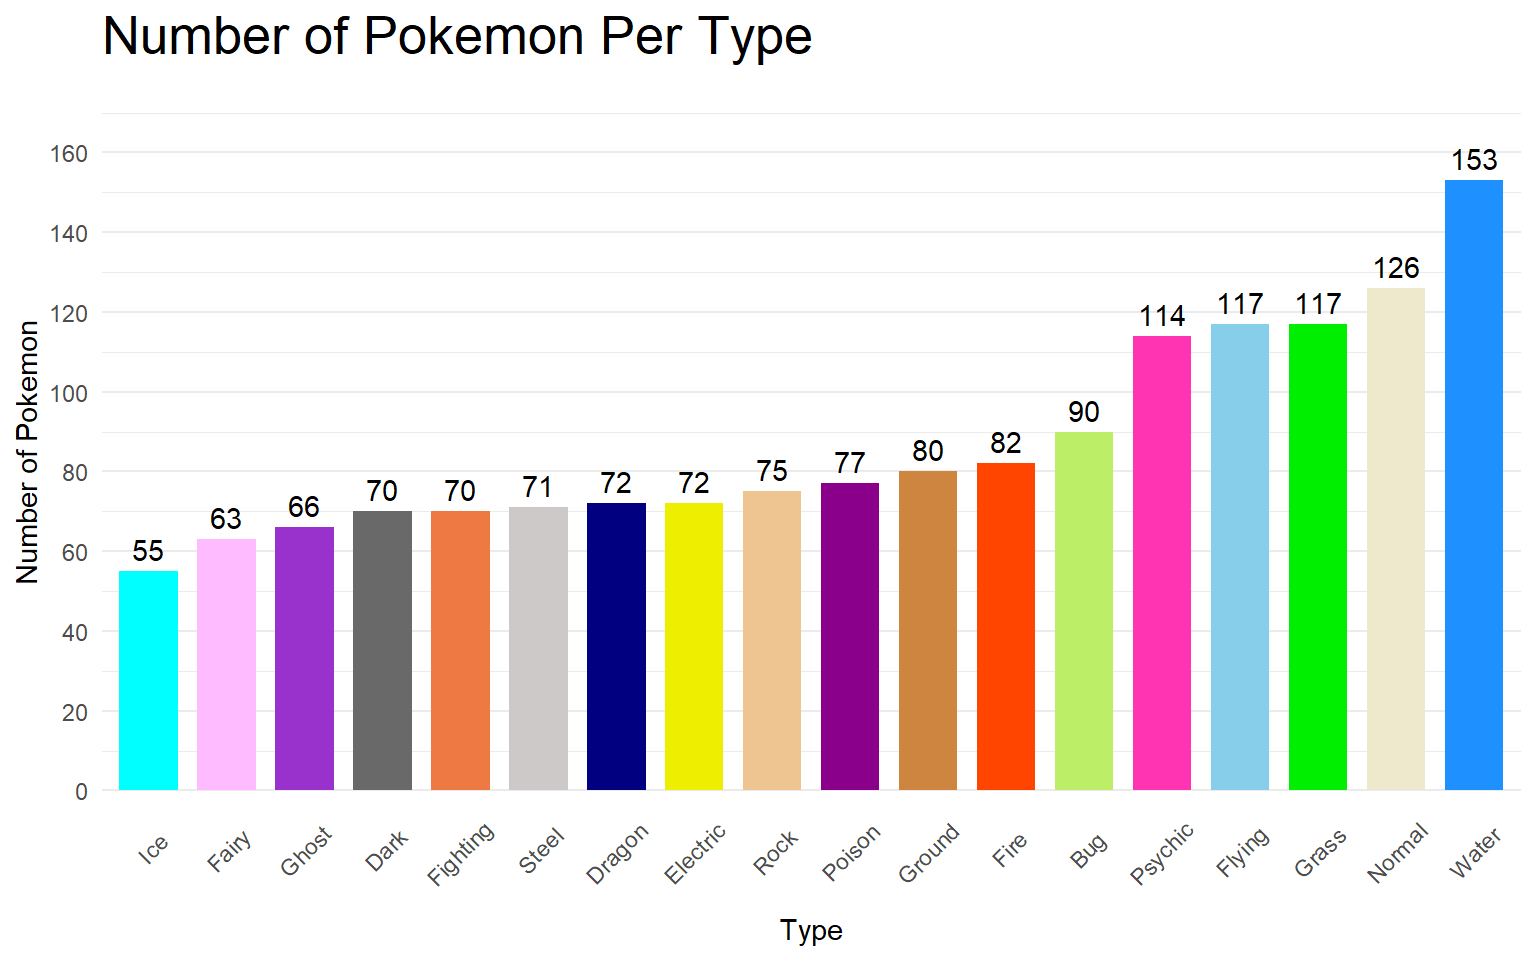 Number of Pokemon Per Type
Number of Pokemon
160
140
120
100
80
60
40
20
0
55
63
66
70
70
71
72
72
75
77
80
82
90
114
117
117
126
153
Ice
Fairy
Ghost
Dark
Fighting
Steel
Dragon
Electric
Rock
Poison
Ground
Fire
Bug
Psychic
Flying
Grass
Normal
Water
Type